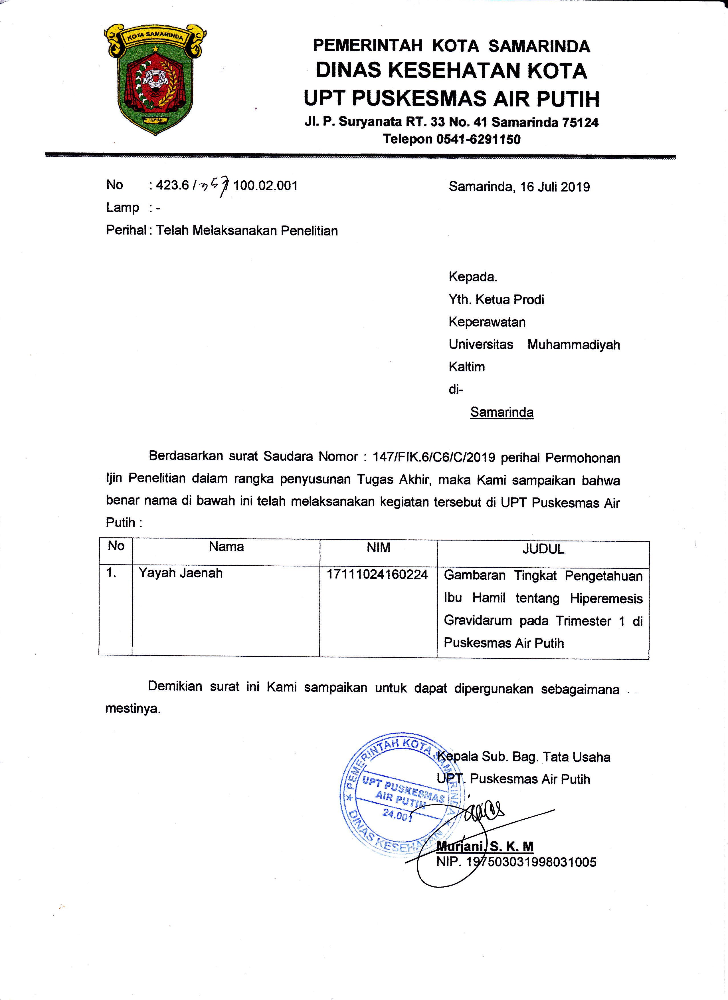 KOTA SAMARINDA
TEPIAN
PEMERINTAH KOTA SAMARINDA
DINAS KESEHATAN KOTA
UPT PUSKESMAS AIR PUTIH
Jl. P. Suryanata RT. 33 No. 41 Samarinda 75124
Telepon 0541-6291150
No : 423.6 / 357/ 100.02.001
Samarinda, 16 Juli 2019
Lamp : -
Perihal : Telah Melaksanakan Penelitian
Kepada.
Yth. Ketua Prodi
Keperawatan
Universitas Muhammadiyah
Kaltim
di-
Samarinda
Berdasarkan surat Saudara Nomor : 147/FIK.6/C6/C/2019 perihal Permohonan
Ijin Penelitian dalam rangka penyusunan Tugas Akhir, maka Kami sampaikan bahwa
benar nama di bawah ini telah melaksanakan kegiatan tersebut di UPT Puskesmas Air
Putih :
No Nama NIM JUDUL
1. Yayah Jaenah 17111024160224 Gambaran Tingkat Pengetahuan
Ibu Hamil tentang Hiperemesis
Gravidarum pada Trimester 1 di
Puskesmas Air Putih
Demikian surat ini Kami sampaikan untuk dapat dipergunakan sebagaimana
mestinya.
Kepala Sub. Bag. Tata Usaha
UPT. Puskesmas Air Putih
PEMERINTAH KOTA SAMARINDA
UPT PUSKESMAS
AIR PUTIH
24.001
DINAS KESEHATAN
Murjani, S. K. M
NIP. 197503031998031005